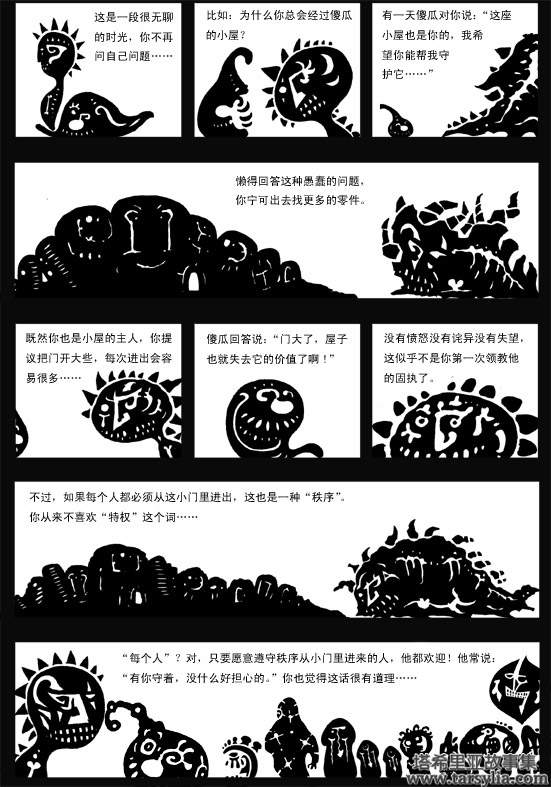 这是一段很无聊
的时光，你不再
问自己问题……
比如：为什么你总会经过傻瓜
的小屋？
有一天傻瓜对你说：“这座
小屋也是你的，我希
望你能帮我守
护它……”
懒得回答这种愚蠢的问题，
你宁可出去找更多的零件。
既然你也是小屋的主人，你提
议把门开大些，每次进出会容
易很多……
傻瓜回答说：“门大了，屋子
也就失去它的价值了啊！”
没有愤怒没有诧异没有失望，
这似乎不是你第一次领教他
的固执了。
不过，如果每个人都必须从这小门里进出，这也是一种“秩序”。
你从来不喜欢“特权”这个词……
“每个人”？对，只要愿意遵守秩序从小门里进来的人，他都欢迎！他常说：
“有你守着，没什么好担心的。”你也觉得这话很有道理……
塔希里亚故事集
www.tarsylia.com